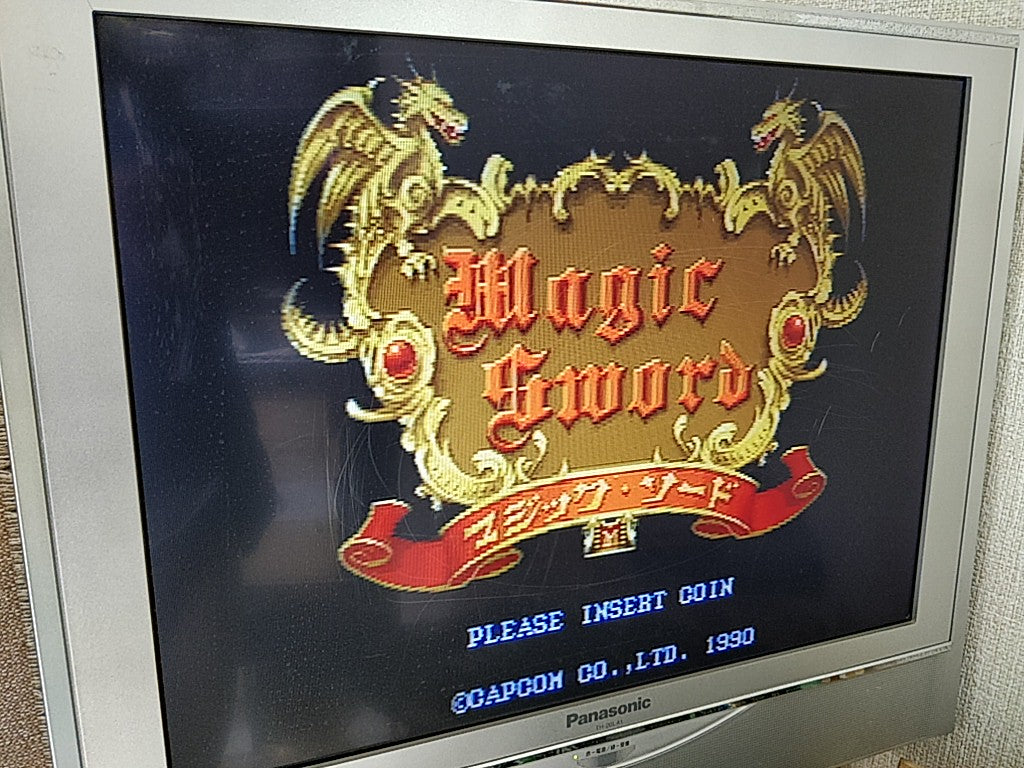 Magic
Sword
マジック・ソード
M
PLEASE INSERT COIN
©CAPCOM CO.,LTD. 1990
Panasonic